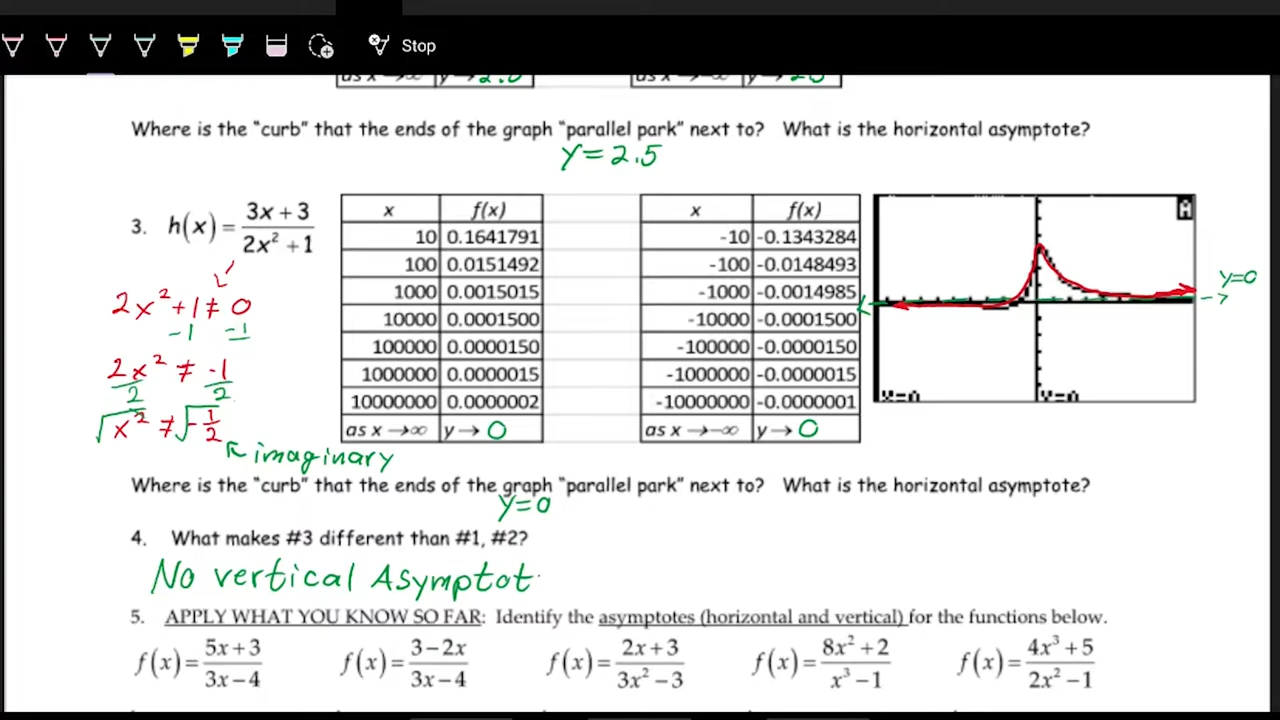 Stop
as x →∞ y → 2.5
Where is the "curb" that the ends of the graph "parallel park" next to? What is the horizontal asymptote?
y = 2.5
3. h(x) = (3x + 3)/(2x² + 1)
x f(x)
10 0.1641791
100 0.0151492
1000 0.0015015
10000 0.0001500
100000 0.0000150
1000000 0.0000015
10000000 0.0000002
as x →∞ y → 0
x f(x)
-10 -0.1343284
-100 -0.0148493
-1000 -0.0014985
-10000 -0.0001500
-100000 -0.0000150
-1000000 -0.0000015
-10000000 -0.0000001
as x →-∞ y → 0
y=0
X=0 Y=0
2x² + 1 ≠ 0
-1 -1
2x² ≠ -1
2 2
√x² ≠ √-1/2
imaginary
Where is the "curb" that the ends of the graph "parallel park" next to? What is the horizontal asymptote?
y=0
4. What makes #3 different than #1, #2?
No vertical Asymptot
5. APPLY WHAT YOU KNOW SO FAR: Identify the asymptotes (horizontal and vertical) for the functions below.
f(x) = (5x + 3)/(3x − 4) f(x) = (3 − 2x)/(3x − 4) f(x) = (2x + 3)/(3x² − 3) f(x) = (8x² + 2)/(x³ − 1) f(x) = (4x³ + 5)/(2x² − 1)